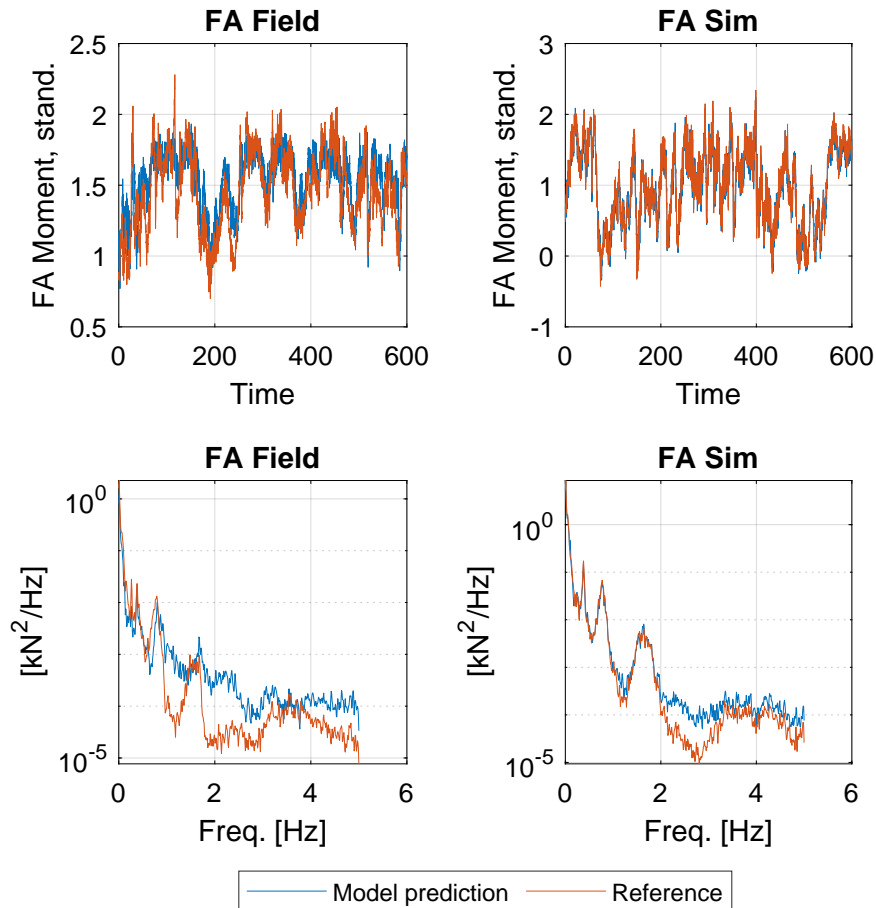 FA Field
FA Sim
FA Moment, stand.
2.5
2
1.5
1
0.5
0 200 400 600
Time
FA Moment, stand.
3
2
1
0
-1
0 200 400 600
Time
FA Field
FA Sim
[kN²/Hz]
10⁰
10⁻⁵
0 2 4 6
Freq. [Hz]
[kN²/Hz]
10⁰
10⁻⁵
0 2 4 6
Freq. [Hz]
Model prediction Reference